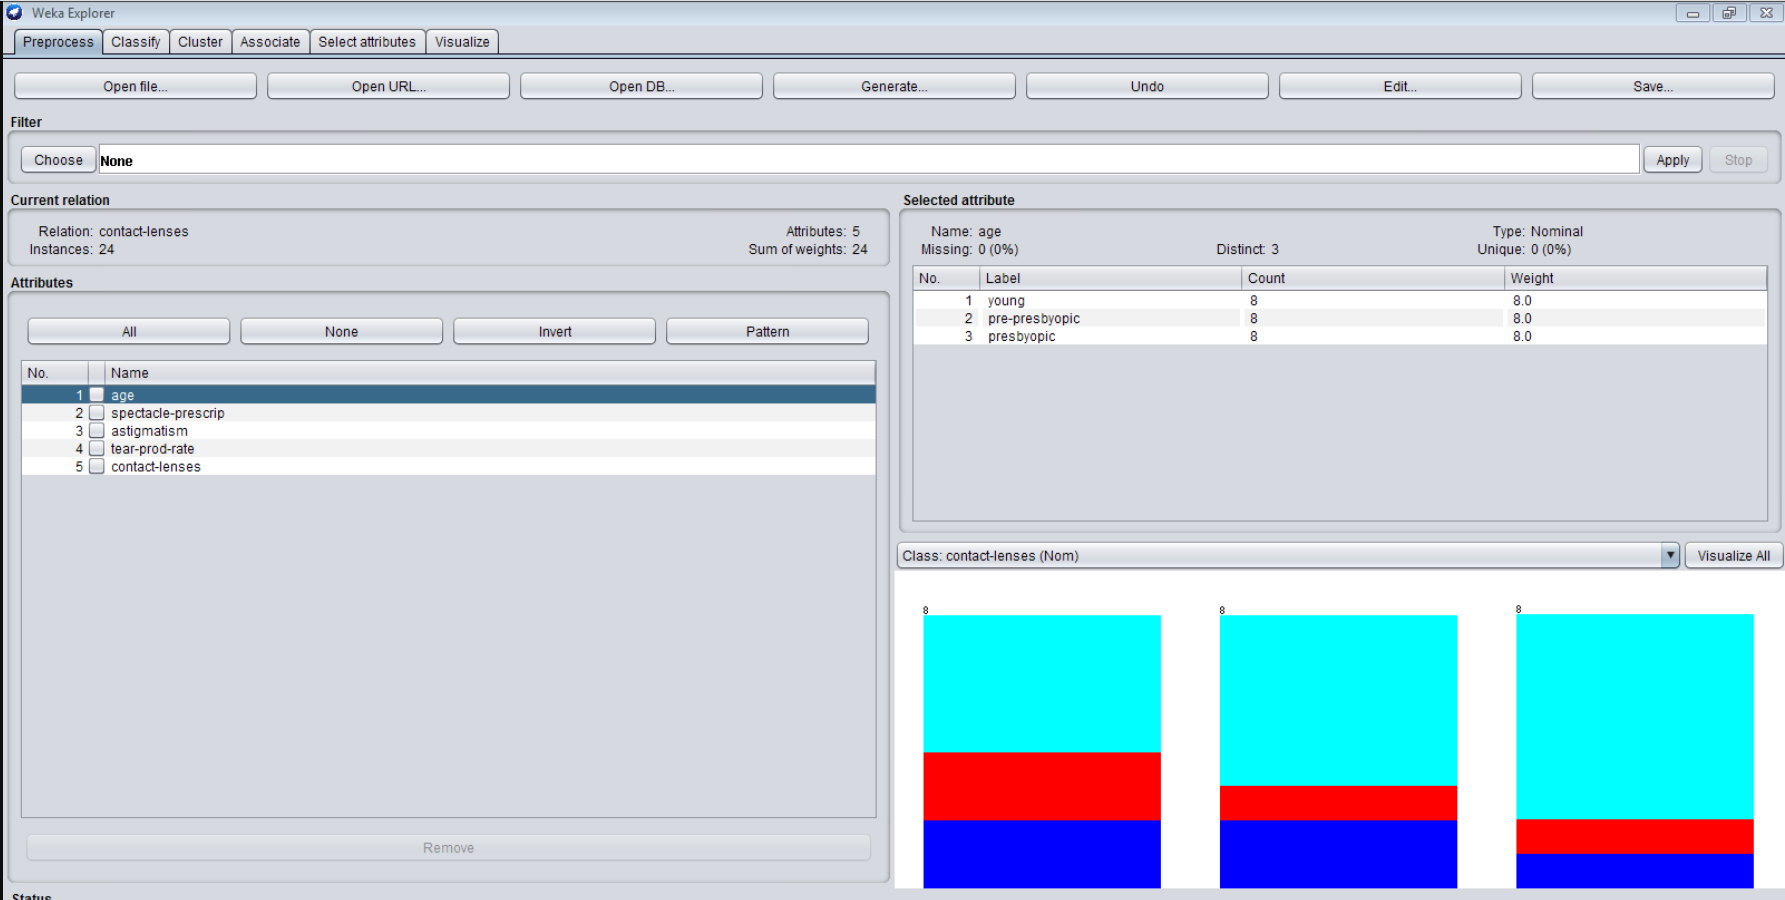 Weka Explorer
Preprocess Classify Cluster Associate Select attributes Visualize
Open file... Open URL... Open DB... Generate... Undo Edit... Save...
Filter
Choose None Apply Stop
Current relation
Relation: contact-lenses Attributes: 5
Instances: 24 Sum of weights: 24
Attributes
All None Invert Pattern
No. Name
1 age
2 spectacle-prescrip
3 astigmatism
4 tear-prod-rate
5 contact-lenses
Remove
Selected attribute
Name: age Type: Nominal
Missing: 0 (0%) Distinct: 3 Unique: 0 (0%)
No. Label Count Weight
1 young 8 8.0
2 pre-presbyopic 8 8.0
3 presbyopic 8 8.0
Class: contact-lenses (Nom) Visualize All
8 8 8
Status